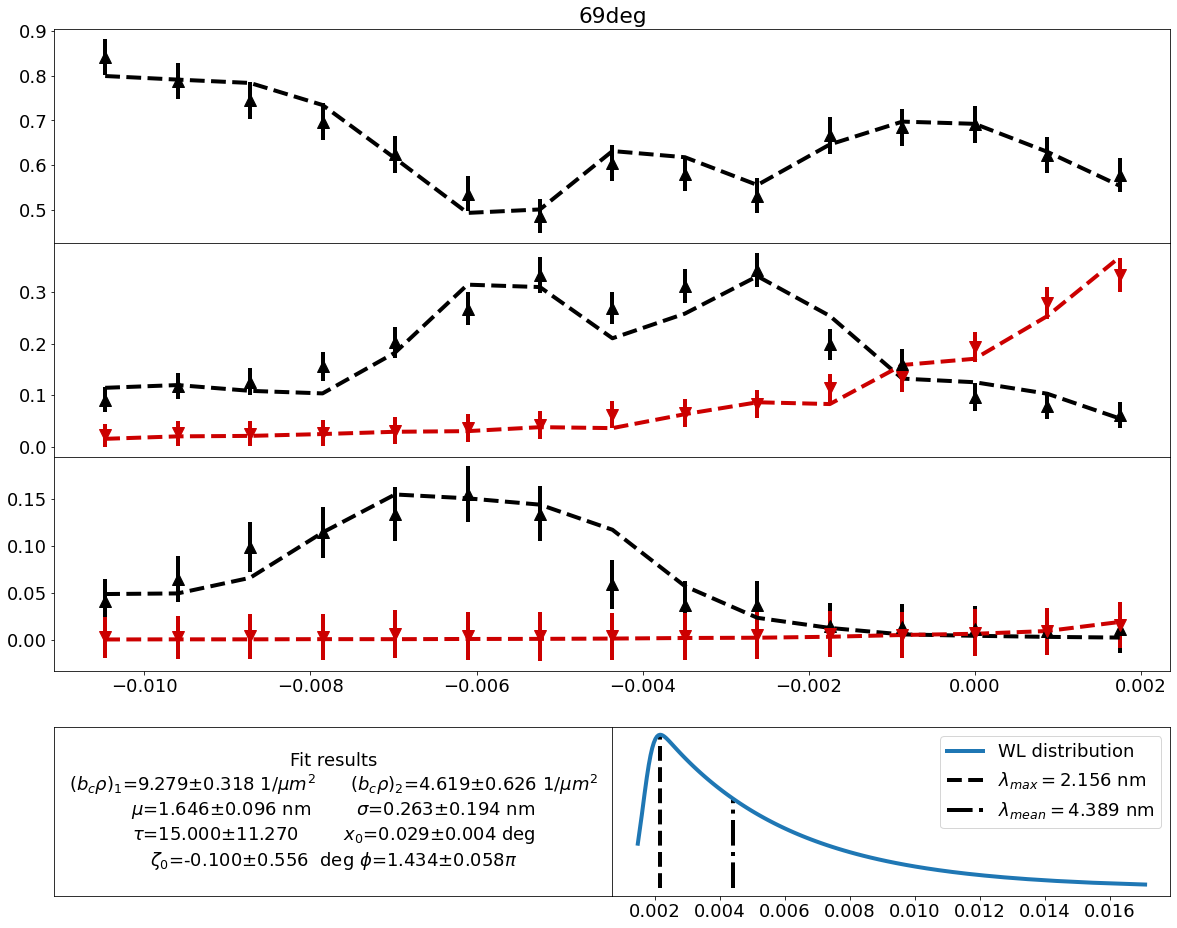 69deg
0.9
0.8
0.7
0.6
0.5
0.3
0.2
0.1
0.0
0.15
0.10
0.05
0.00
−0.010 −0.008 −0.006 −0.004 −0.002 0.000 0.002
Fit results
(b_cρ)_1=9.279±0.318 1/μm² (b_cρ)_2=4.619±0.626 1/μm²
μ=1.646±0.096 nm σ=0.263±0.194 nm
τ=15.000±11.270 x_0=0.029±0.004 deg
ζ_0=-0.100±0.556 deg ϕ=1.434±0.058π
WL distribution
λ_max = 2.156 nm
λ_mean = 4.389 nm
0.002 0.004 0.006 0.008 0.010 0.012 0.014 0.016